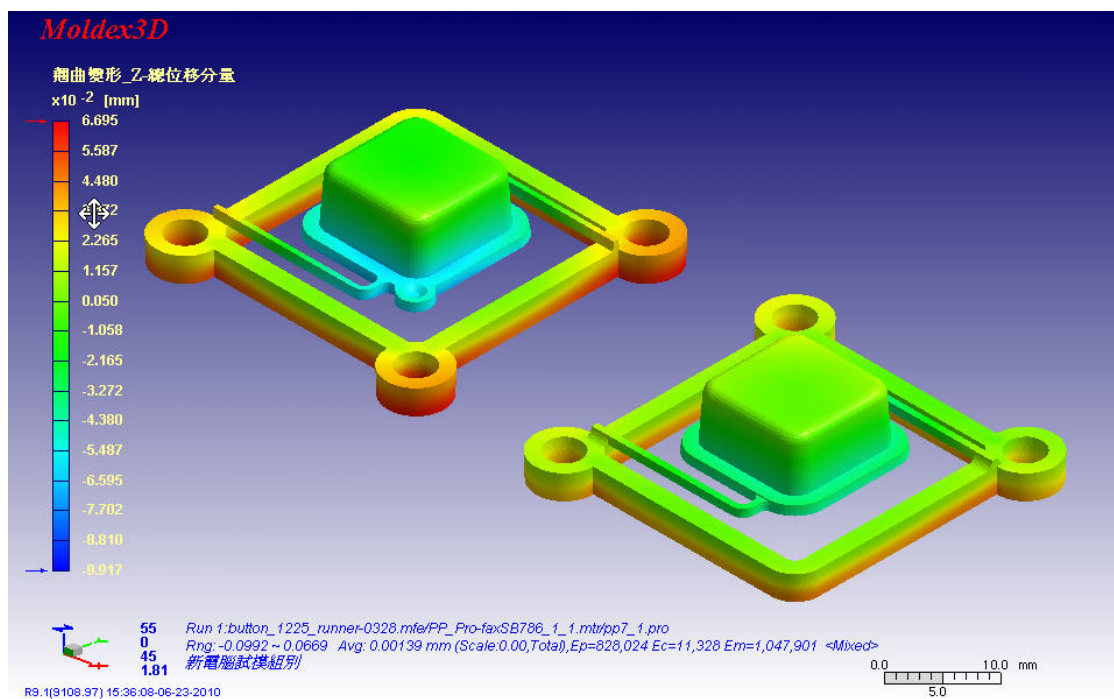 Moldex3D
翹曲變形_Z-總位移分量
x10 -2 [mm]
6.695
5.587
4.480
2.265
1.157
0.050
-1.058
-2.165
-3.272
-4.380
-5.487
-6.595
-7.702
-8.810
-9.917
55
0
45
1.81
Run 1:button_1225_runner-0328.mfe/PP_Pro-faxSB786_1_1.mtr/pp7_1.pro
Rng: -0.0992 ~ 0.0669 Avg: 0.00139 mm (Scale:0.00,Total),Ep=828,024 Ec=11,328 Em=1,047,901 <Mixed>
新電腦試模組別
0.0 10.0 mm
5.0
R9.1(9108.97) 15:36:08-06-23-2010